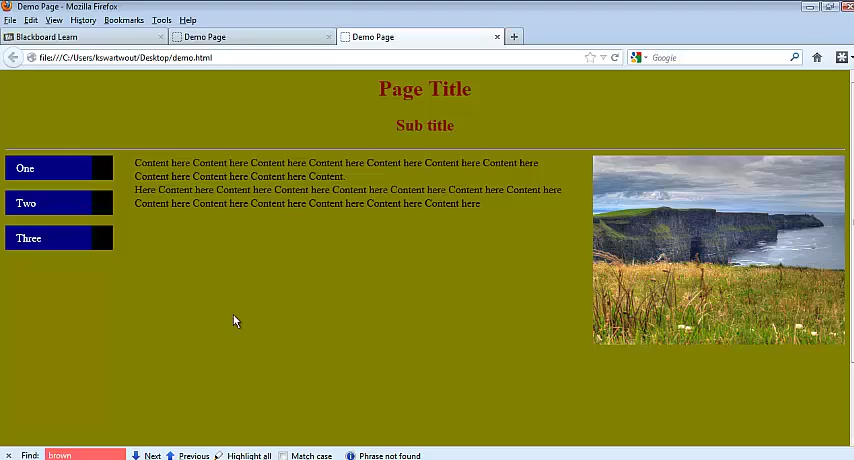 Demo Page - Mozilla Firefox
File Edit View History Bookmarks Tools Help
Blackboard Learn Demo Page Demo Page
file:///C:/Users/kswartwout/Desktop/demo.html Google
Page Title
Sub title
One
Two
Three
Content here Content here Content here Content here Content here Content here Content here
Content here Content here Content here Content.
Here Content here Content here Content here Content here Content here Content here Content here
Content here Content here Content here Content here Content here Content here
Find: brown Next Previous Highlight all Match case Phrase not found